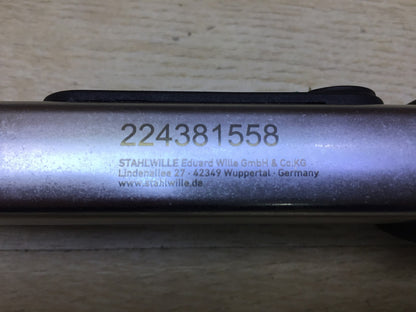 224381558
STAHLWILLE Eduard Wille GmbH & Co.KG
Lindenallee 27 · 42349 Wuppertal · Germany
www.stahlwille.de